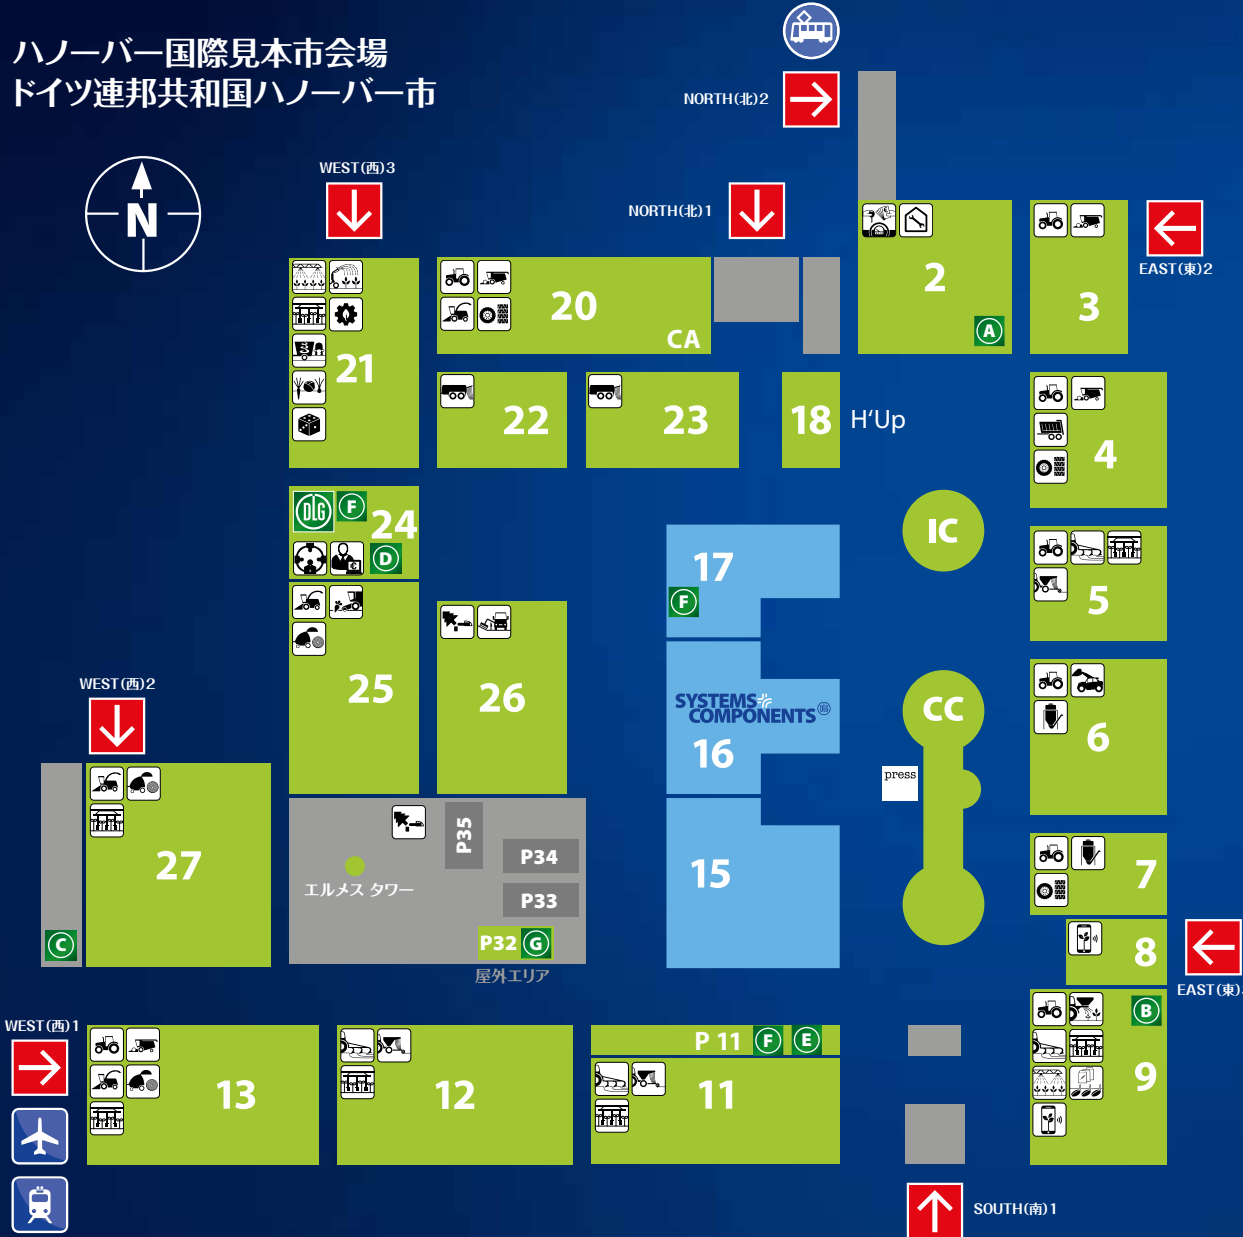 ハノーバー国際見本市会場
ドイツ連邦共和国ハノーバー市
NORTH(北)2
WEST(西)3
N
NORTH(北)1
EAST(東)2
2
A
3
20
CA
21
22
23
18
H'Up
4
DLG
F
24
D
IC
17
F
5
25
26
SYSTEMS
COMPONENTS
DLG
16
CC
press
6
WEST(西)2
27
C
P35
P34
P33
エルメス タワー
P32
G
屋外エリア
15
7
8
EAST(東)
WEST(西)1
13
12
P 11
F
E
11
B
9
SOUTH(南)1